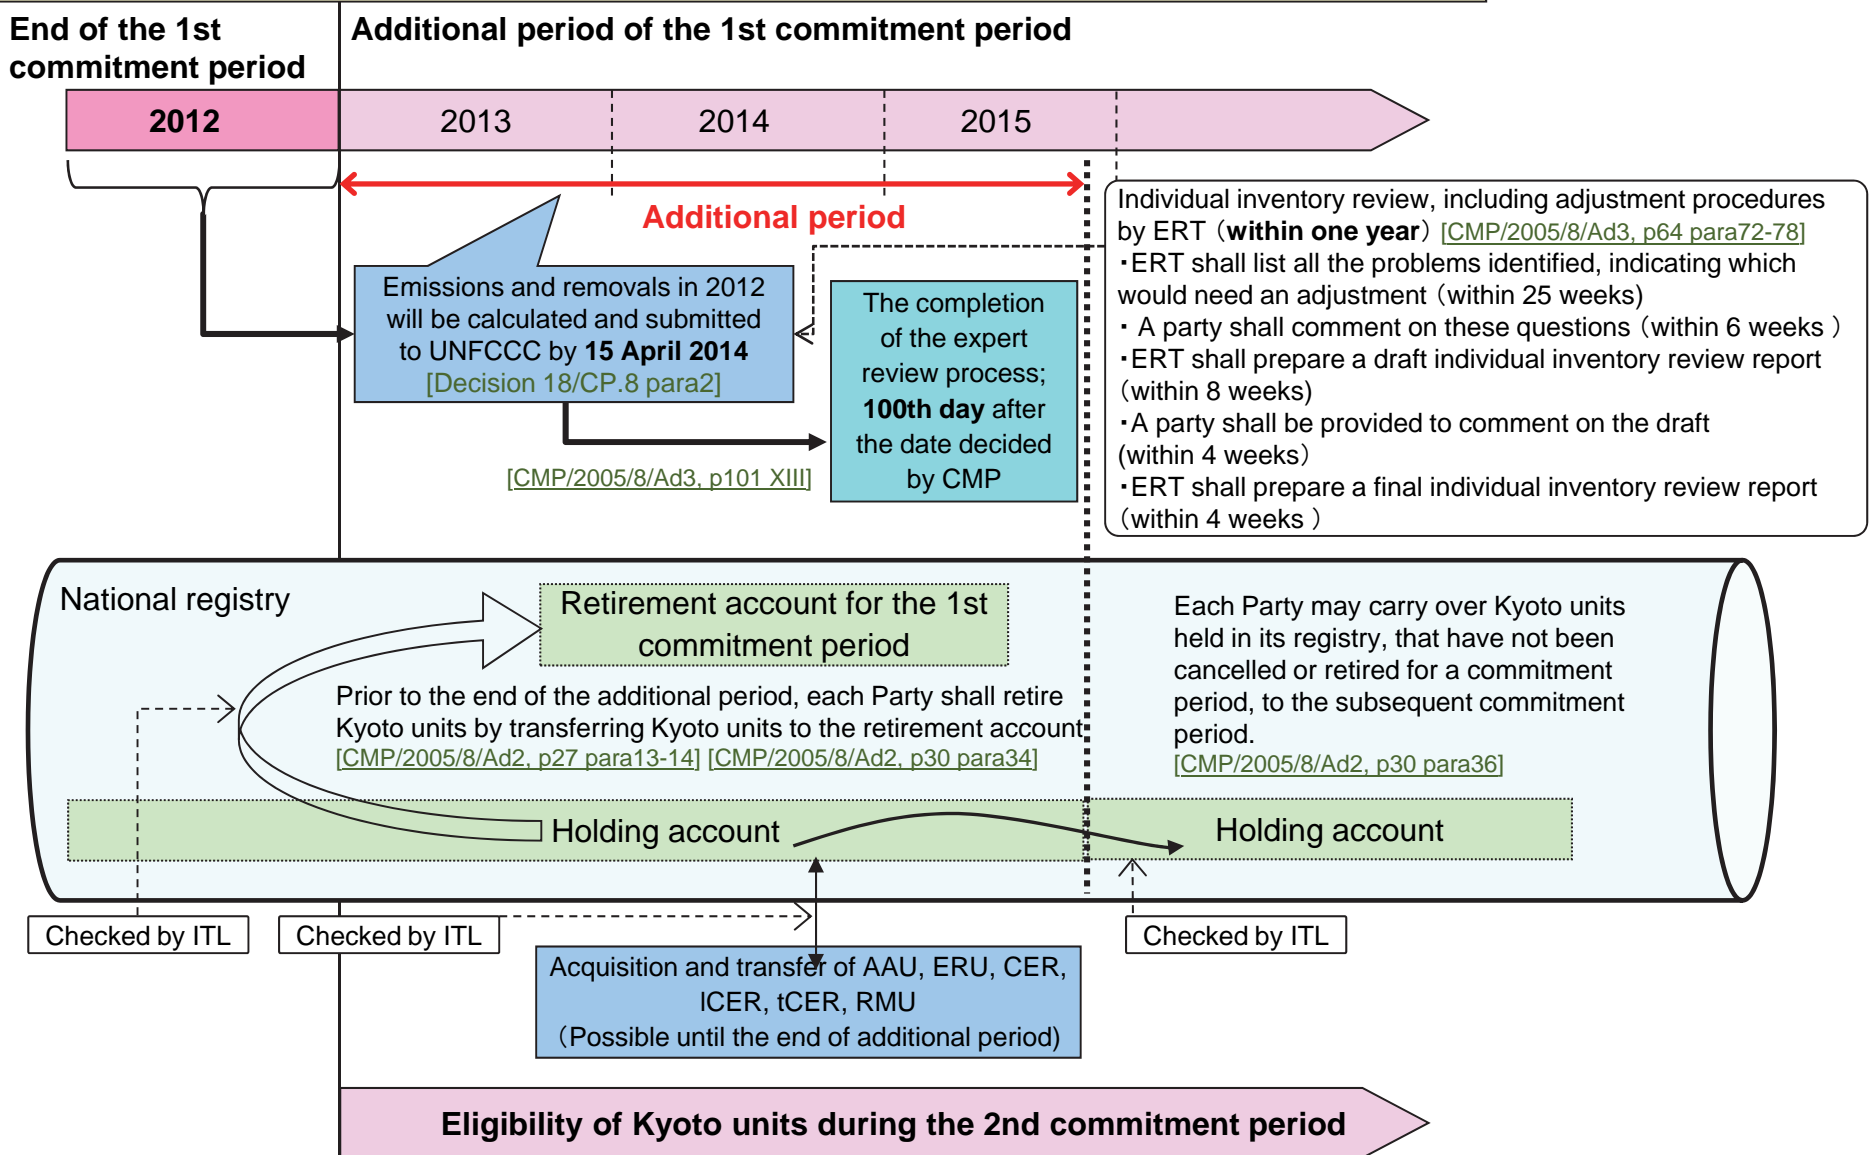 End of the 1st
commitment period
Additional period of the 1st commitment period
2012
2013
2014
2015
Additional period
Emissions and removals in 2012
will be calculated and submitted
to UNFCCC by 15 April 2014
[Decision 18/CP.8 para2]
[CMP/2005/8/Ad3, p101 XIII]
The completion
of the expert
review process;
100th day after
the date decided
by CMP
Individual inventory review, including adjustment procedures
by ERT（within one year）[CMP/2005/8/Ad3, p64 para72-78]
・ERT shall list all the problems identified, indicating which
would need an adjustment（within 25 weeks)
・ A party shall comment on these questions（within 6 weeks ）
・ERT shall prepare a draft individual inventory review report
（within 8 weeks)
・A party shall be provided to comment on the draft
(within 4 weeks）
・ERT shall prepare a final individual inventory review report
（within 4 weeks ）
National registry
Retirement account for the 1st
commitment period
Prior to the end of the additional period, each Party shall retire
Kyoto units by transferring Kyoto units to the retirement account
[CMP/2005/8/Ad2, p27 para13-14] [CMP/2005/8/Ad2, p30 para34]
Each Party may carry over Kyoto units
held in its registry, that have not been
cancelled or retired for a commitment
period, to the subsequent commitment
period.
[CMP/2005/8/Ad2, p30 para36]
Holding account
Holding account
Checked by ITL
Checked by ITL
Checked by ITL
Acquisition and transfer of AAU, ERU, CER,
lCER, tCER, RMU
（Possible until the end of additional period)
Eligibility of Kyoto units during the 2nd commitment period